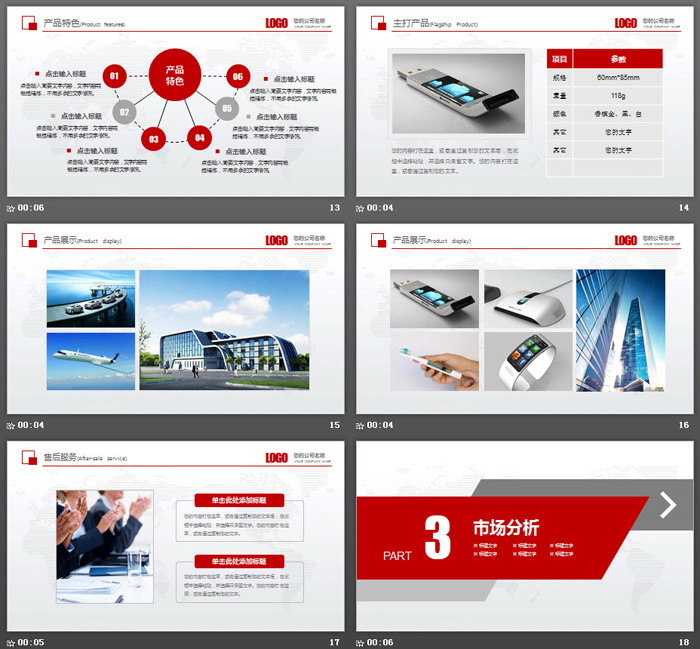 产品特色(Product features)
LOGO 您的公司名称
YOUR COMPANY NAME
产品
特色
01
02
03
04
05
06
点击输入标题
点击输入简要文字内容，文字内容需概括精炼，不用多余的文字修饰。
点击输入标题
点击输入简要文字内容，文字内容需概括精炼，不用多余的文字修饰。
点击输入标题
点击输入简要文字内容，文字内容需概括精炼，不用多余的文字修饰。
点击输入标题
点击输入简要文字内容，文字内容需概括精炼，不用多余的文字修饰。
点击输入标题
点击输入简要文字内容，文字内容需概括精炼，不用多余的文字修饰。
点击输入标题
点击输入简要文字内容，文字内容需概括精炼，不用多余的文字修饰。
00:06 13
主打产品(Flagship Product)
LOGO 您的公司名称
YOUR COMPANY NAME
您的内容打在这里，或者通过复制您的文本后，在此
框中选择粘贴，并选择只保留文字。您的内容打在这
里，或者通过复制您的文本。
项目 参数
规格 60mm*85mm
重量 118g
颜色 香槟金、黑、白
其它 您的文字
其它 您的文字
00:04 14
产品展示(Product display)
LOGO 您的公司名称
YOUR COMPANY NAME
00:04 15
产品展示(Product display)
LOGO 您的公司名称
YOUR COMPANY NAME
00:04 16
售后服务(After-sale service)
LOGO 您的公司名称
YOUR COMPANY NAME
单击此处添加标题
您的内容打在这里，或者通过复制您的文本后，在此
框中选择粘贴，并选择只保留文字。您的内容打在这
里，或者通过复制您的文本。
单击此处添加标题
您的内容打在这里，或者通过复制您的文本后，在此
框中选择粘贴，并选择只保留文字。您的内容打在这
里，或者通过复制您的文本。
00:05 17
PART 3
市场分析
标建文字 标建文字 标建文字
标建文字 标建文字 标建文字
00:06 18